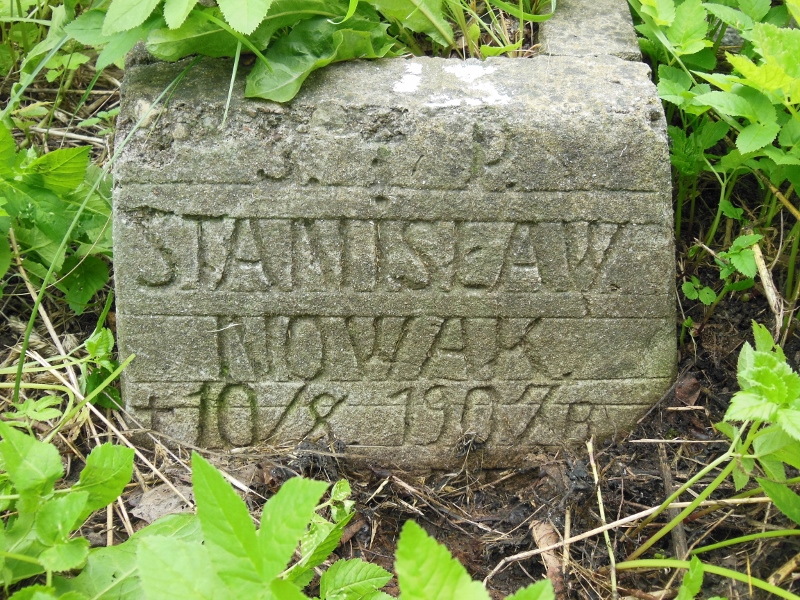 Ś. † P.
STANISŁAW
NOWAK
+ 10/8 1907 R